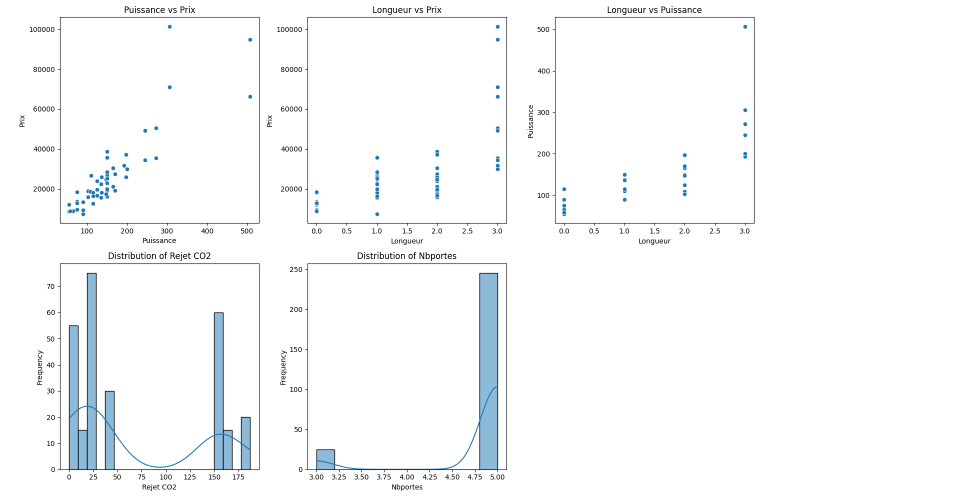 Puissance vs Prix
100000
80000
60000
40000
20000
Prix
100 200 300 400 500
Puissance
Longueur vs Prix
100000
80000
60000
40000
20000
Prix
0.0 0.5 1.0 1.5 2.0 2.5 3.0
Longueur
Longueur vs Puissance
500
400
300
200
100
Puissance
0.0 0.5 1.0 1.5 2.0 2.5 3.0
Longueur
Distribution of Rejet CO2
70
60
50
40
30
20
10
0
Frequency
0 25 50 75 100 125 150 175
Rejet CO2
Distribution of Nbportes
250
200
150
100
50
0
Frequency
3.00 3.25 3.50 3.75 4.00 4.25 4.50 4.75 5.00
Nbportes